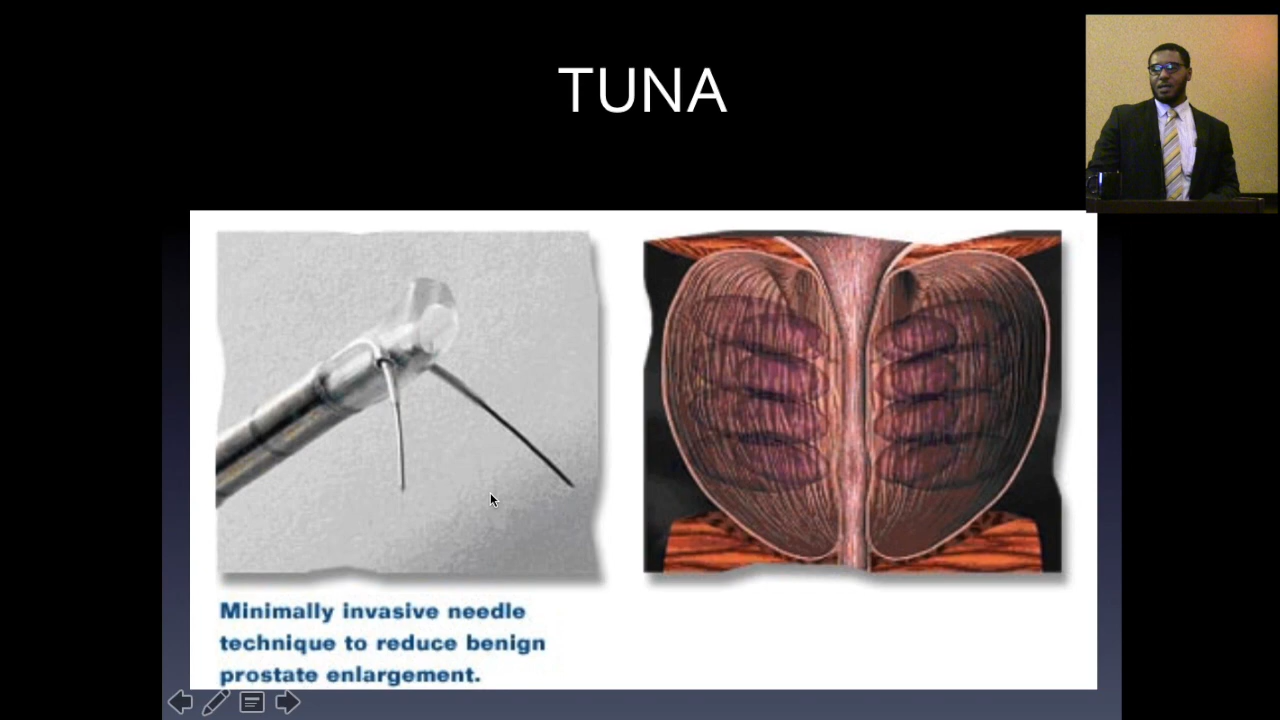 TUNA
Minimally invasive needle
technique to reduce benign
prostate enlargement.